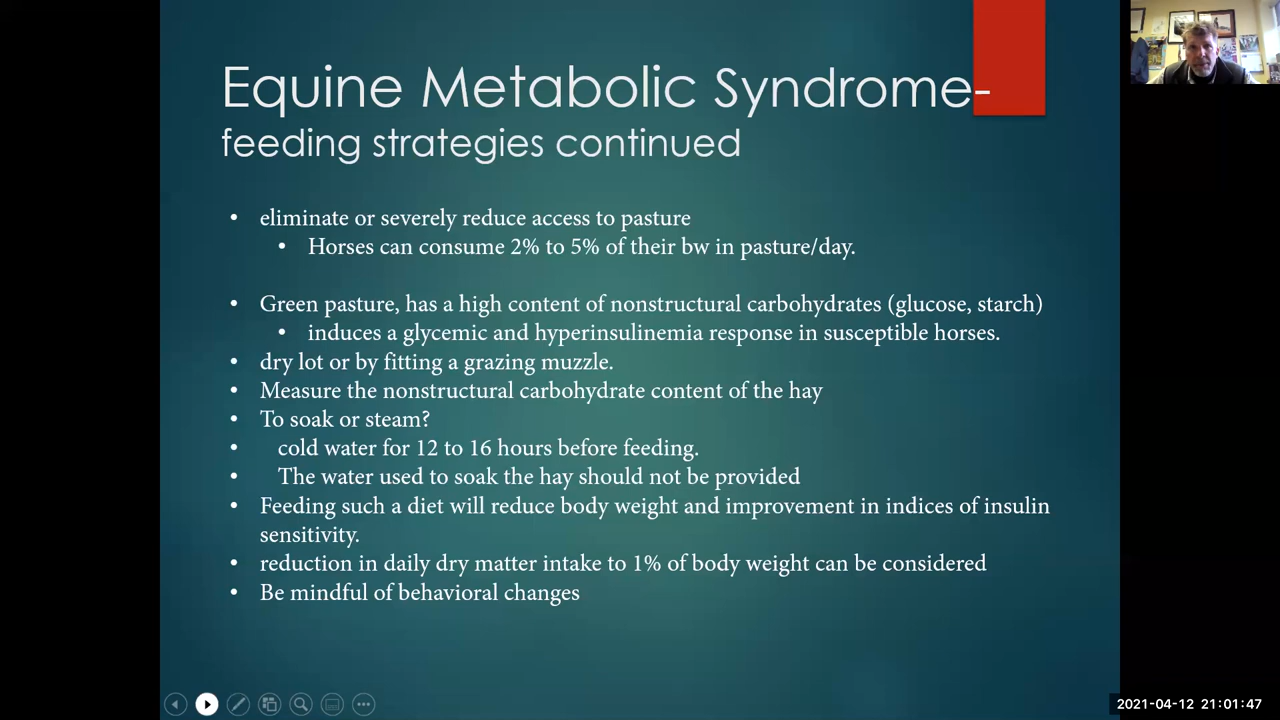 Equine Metabolic Syndrome-
feeding strategies continued
• eliminate or severely reduce access to pasture
• Horses can consume 2% to 5% of their bw in pasture/day.
• Green pasture, has a high content of nonstructural carbohydrates (glucose, starch)
• induces a glycemic and hyperinsulinemia response in susceptible horses.
• dry lot or by fitting a grazing muzzle.
• Measure the nonstructural carbohydrate content of the hay
• To soak or steam?
• cold water for 12 to 16 hours before feeding.
• The water used to soak the hay should not be provided
• Feeding such a diet will reduce body weight and improvement in indices of insulin
sensitivity.
• reduction in daily dry matter intake to 1% of body weight can be considered
• Be mindful of behavioral changes
2021-04-12 21:01:47